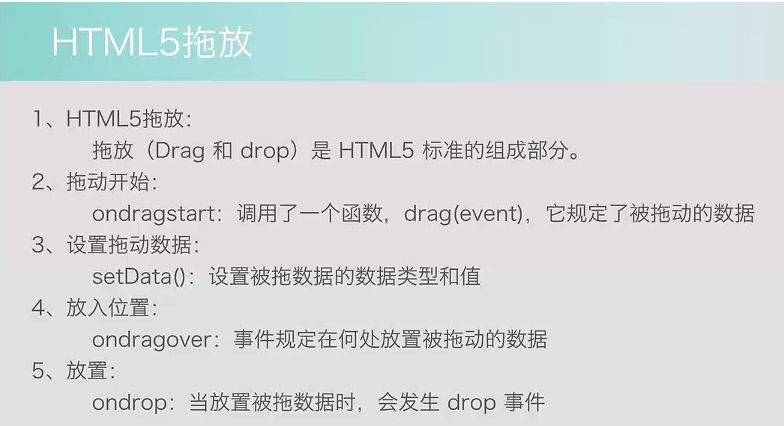 HTML5拖放
1、HTML5拖放：
拖放（Drag 和 drop）是 HTML5 标准的组成部分。
2、拖动开始：
ondragstart：调用了一个函数，drag(event)，它规定了被拖动的数据
3、设置拖动数据：
setData()：设置被拖数据的数据类型和值
4、放入位置：
ondragover：事件规定在何处放置被拖动的数据
5、放置：
ondrop：当放置被拖数据时，会发生 drop 事件